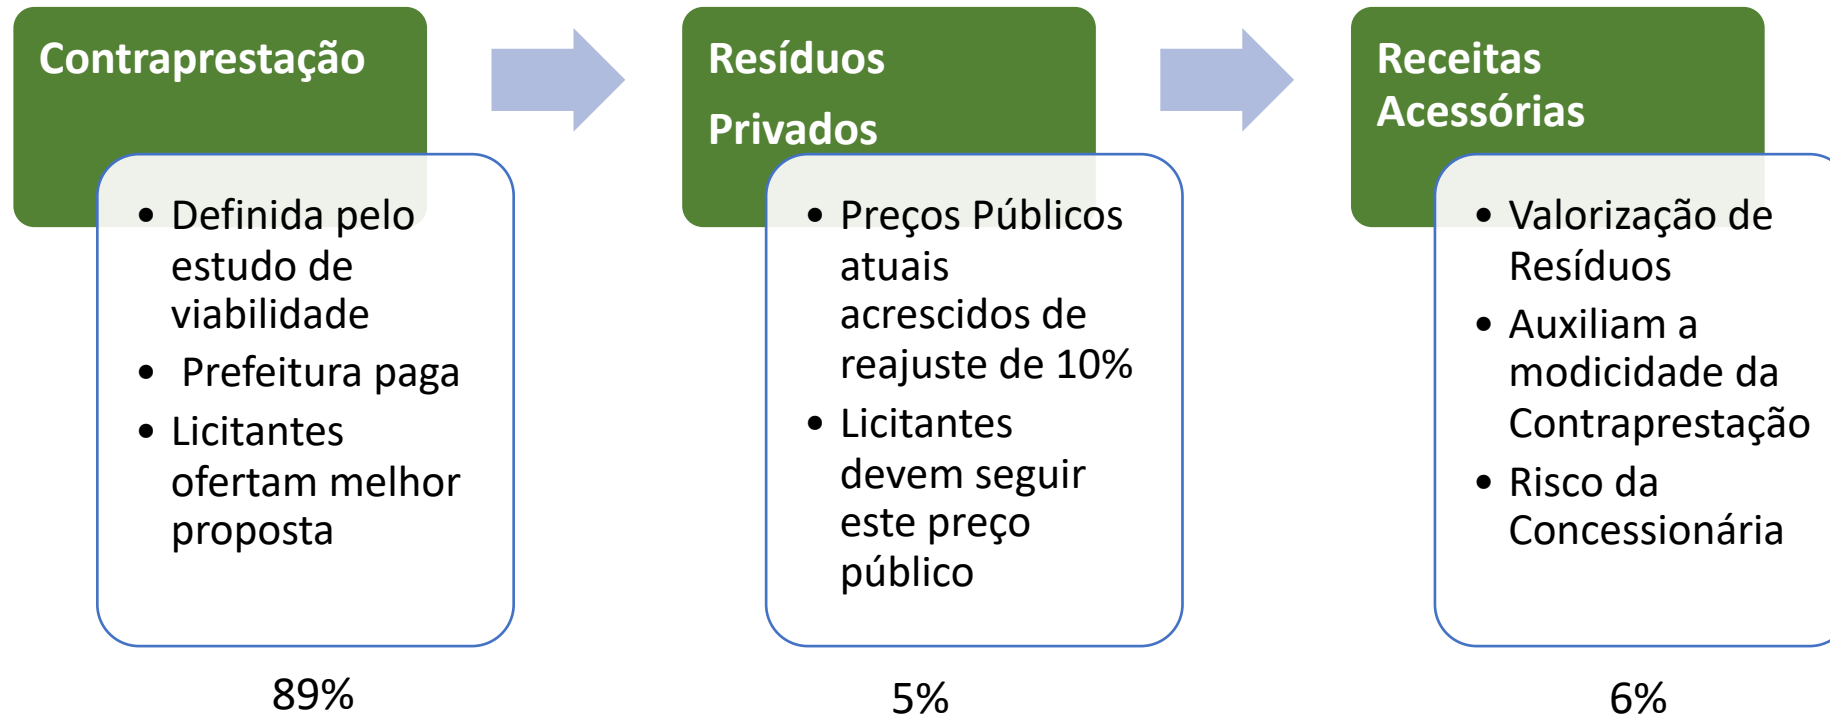 Contraprestação
• Definida pelo
estudo de
viabilidade
• Prefeitura paga
• Licitantes
ofertam melhor
proposta
89%
Resíduos
Privados
• Preços Públicos
atuais
acrescidos de
reajuste de 10%
• Licitantes
devem seguir
este preço
público
5%
Receitas
Acessórias
• Valorização de
Resíduos
• Auxiliam a
modicidade da
Contraprestação
• Risco da
Concessionária
6%